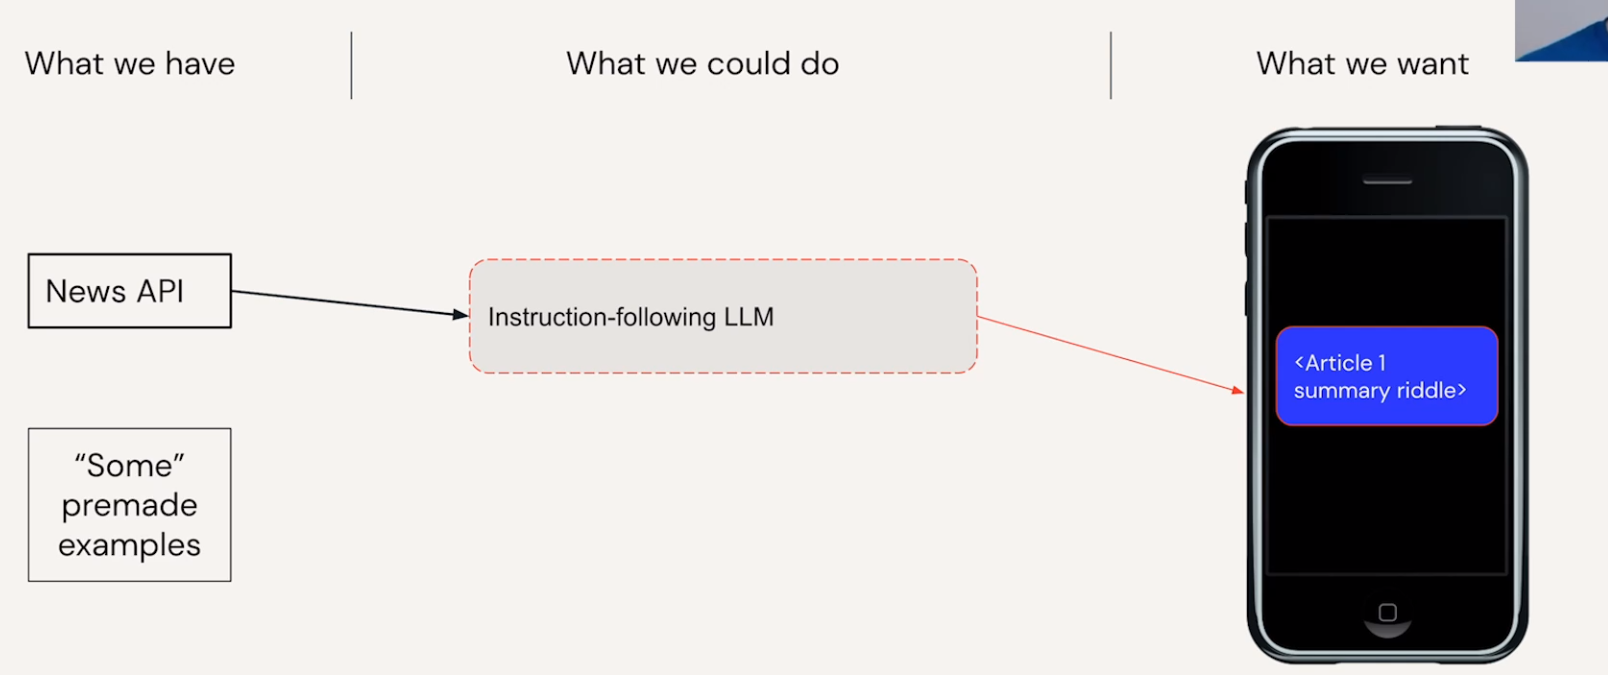 What we have
What we could do
What we want
News API
Instruction-following LLM
<Article 1
summary riddle>
“Some”
premade
examples